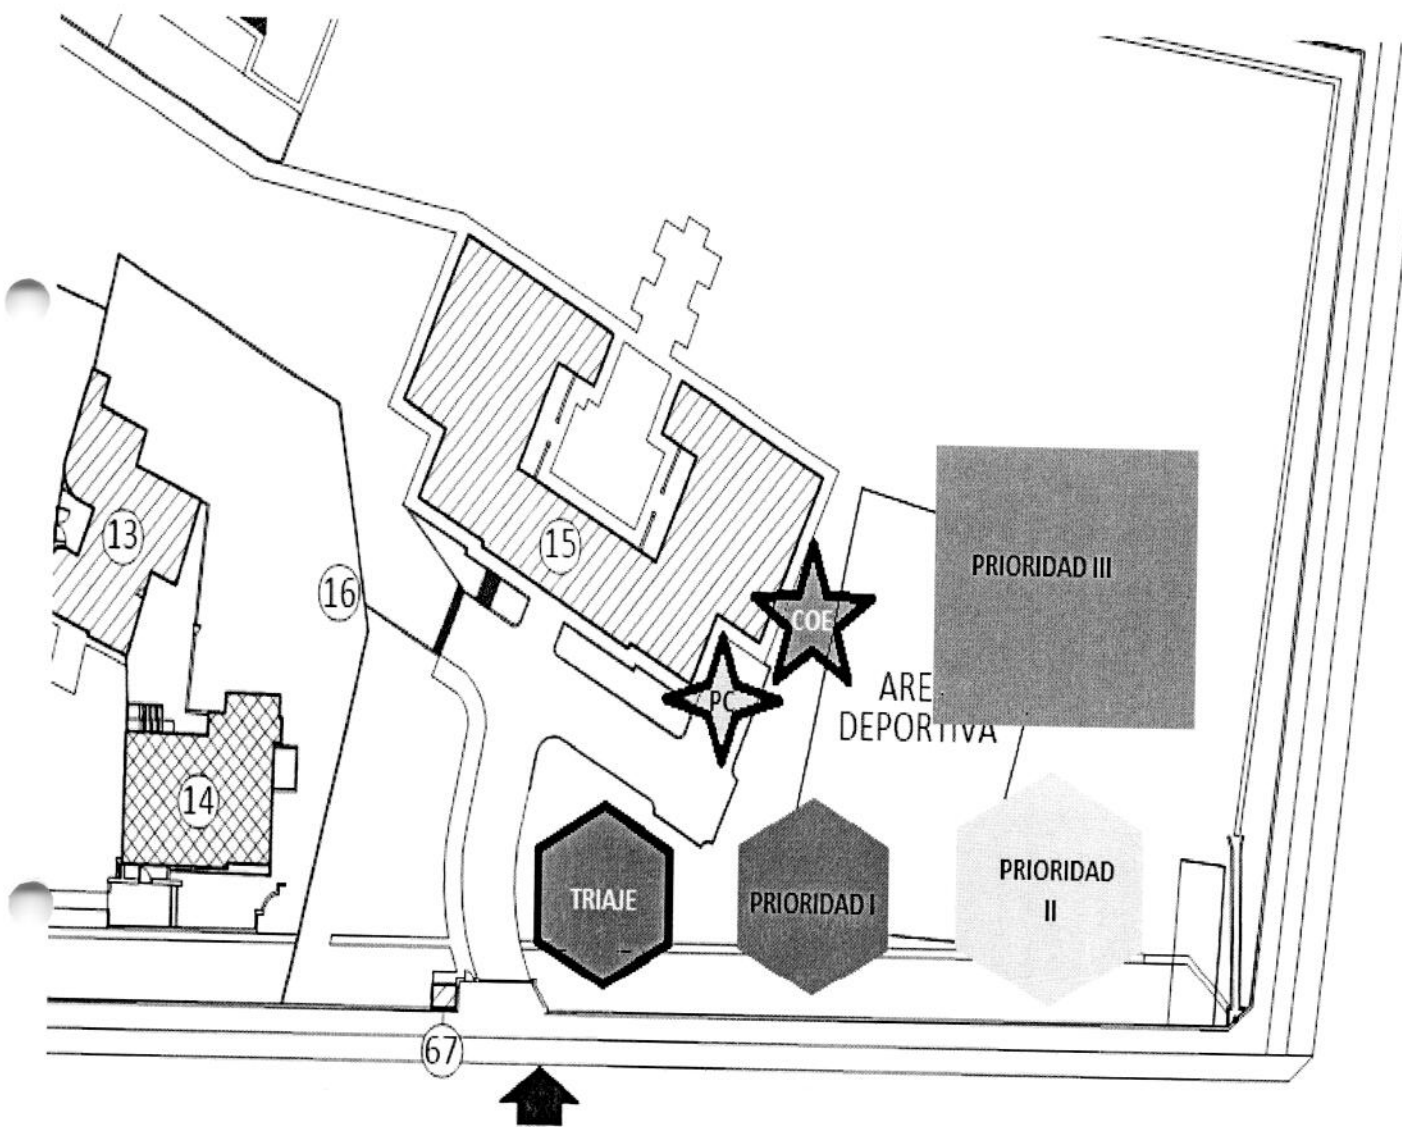 13
16
15
14
67
PRIORIDAD III
COE
PC
ARE
DEPORTIVA
TRIAJE
PRIORIDAD I
PRIORIDAD
II